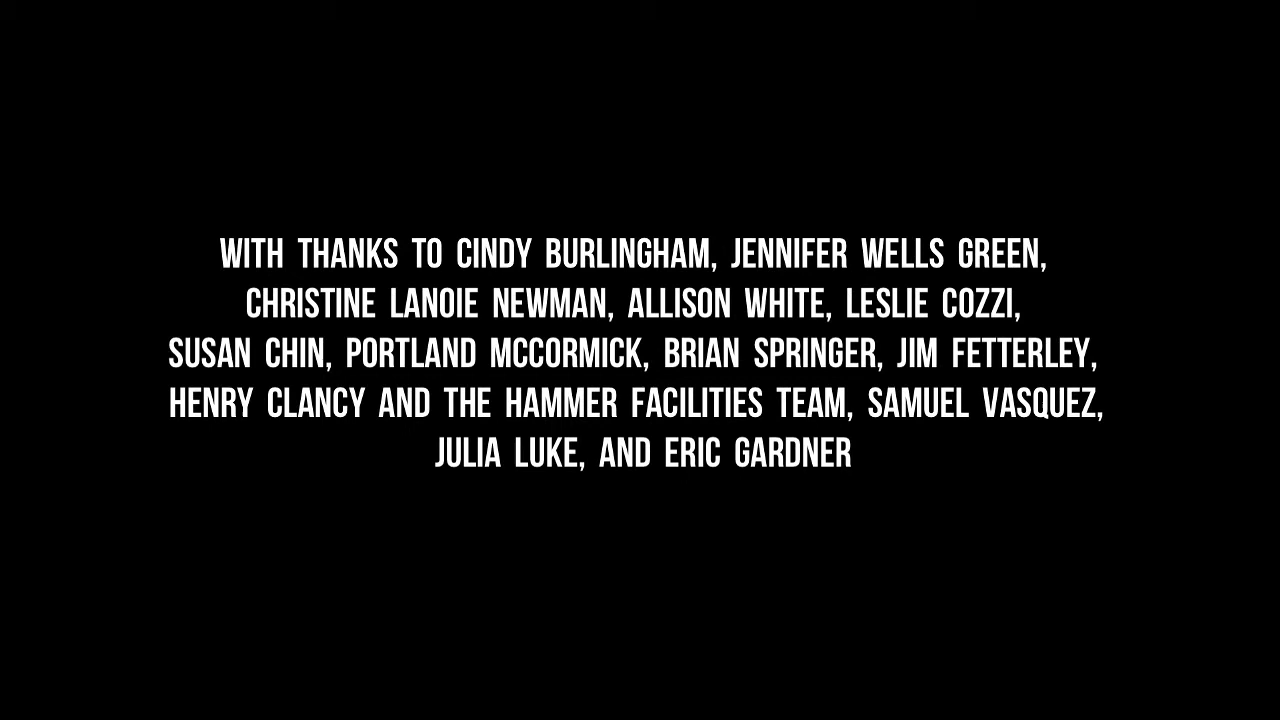 WITH THANKS TO CINDY BURLINGHAM, JENNIFER WELLS GREEN,
CHRISTINE LANOIE NEWMAN, ALLISON WHITE, LESLIE COZZI,
SUSAN CHIN, PORTLAND MCCORMICK, BRIAN SPRINGER, JIM FETTERLEY,
HENRY CLANCY AND THE HAMMER FACILITIES TEAM, SAMUEL VASQUEZ,
JULIA LUKE, AND ERIC GARDNER